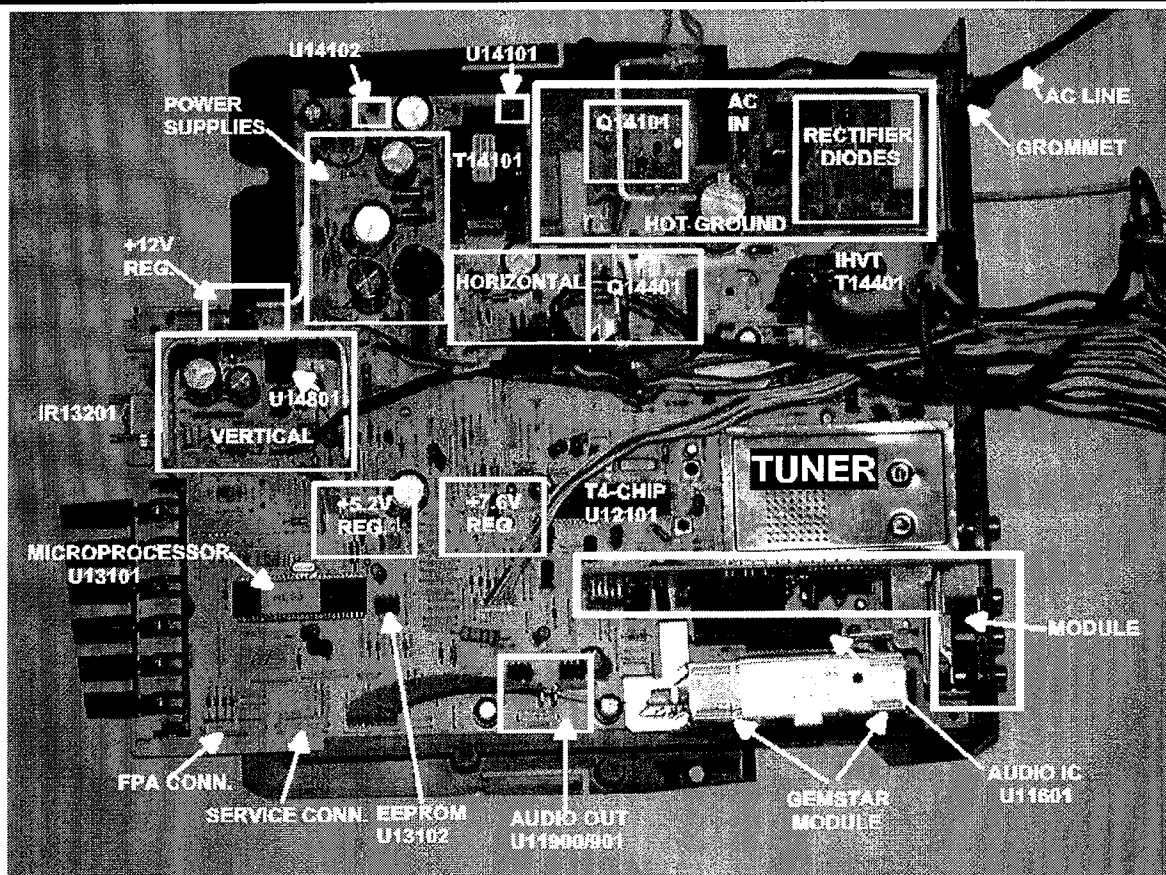 U14102
U14101
POWER
SUPPLIES
T14101
Q14101
AC
IN
RECTIFIER
DIODES
AC LINE
GROMMET
HOT GROUND
+12V
REG.
HORIZONTAL
Q14401
IHVT
T14401
IR13201
U14801
VERTICAL
TUNER
+5.2V
REG.
+7.6V
REG.
T4-CHIP
U12101
MICROPROCESSOR
U13101
MODULE
FPA CONN.
SERVICE CONN.
EEPROM
U13102
AUDIO OUT
U11900/901
GEMSTAR
MODULE
AUDIO IC
U11601